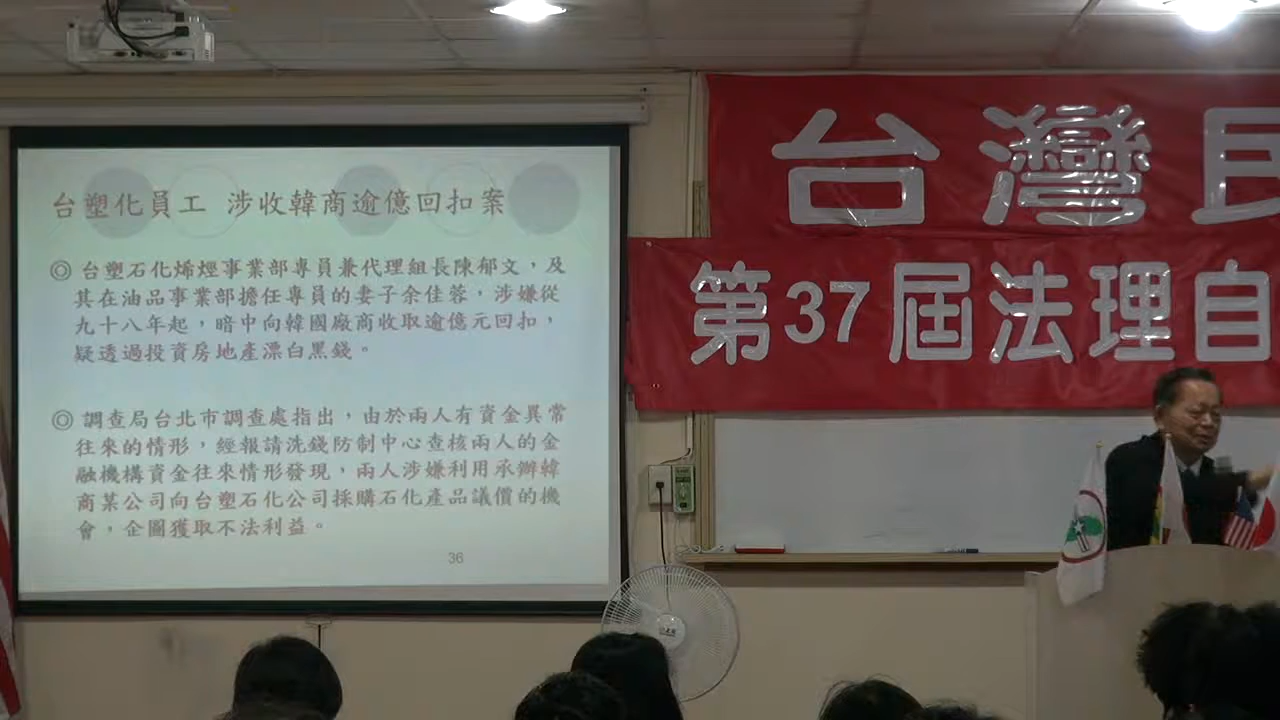 台塑化員工 涉收韓商逾億回扣案
◎ 台塑石化烯烴事業部專員兼代理組長陳郁文，及
其在油品事業部擔任專員的妻子余佳蓉，涉嫌從
九十八年起，暗中向韓國廠商收取逾億元回扣，
疑透過投資房地產漂白黑錢。
◎ 調查局台北市調查處指出，由於兩人有資金異常
往來的情形，經報請洗錢防制中心查核兩人的金
融機構資金往來情形發現，兩人涉嫌利用承辦韓
商某公司向台塑石化公司採購石化產品議價的機
會，企圖獲取不法利益。
36
台灣民
第37屆法理自